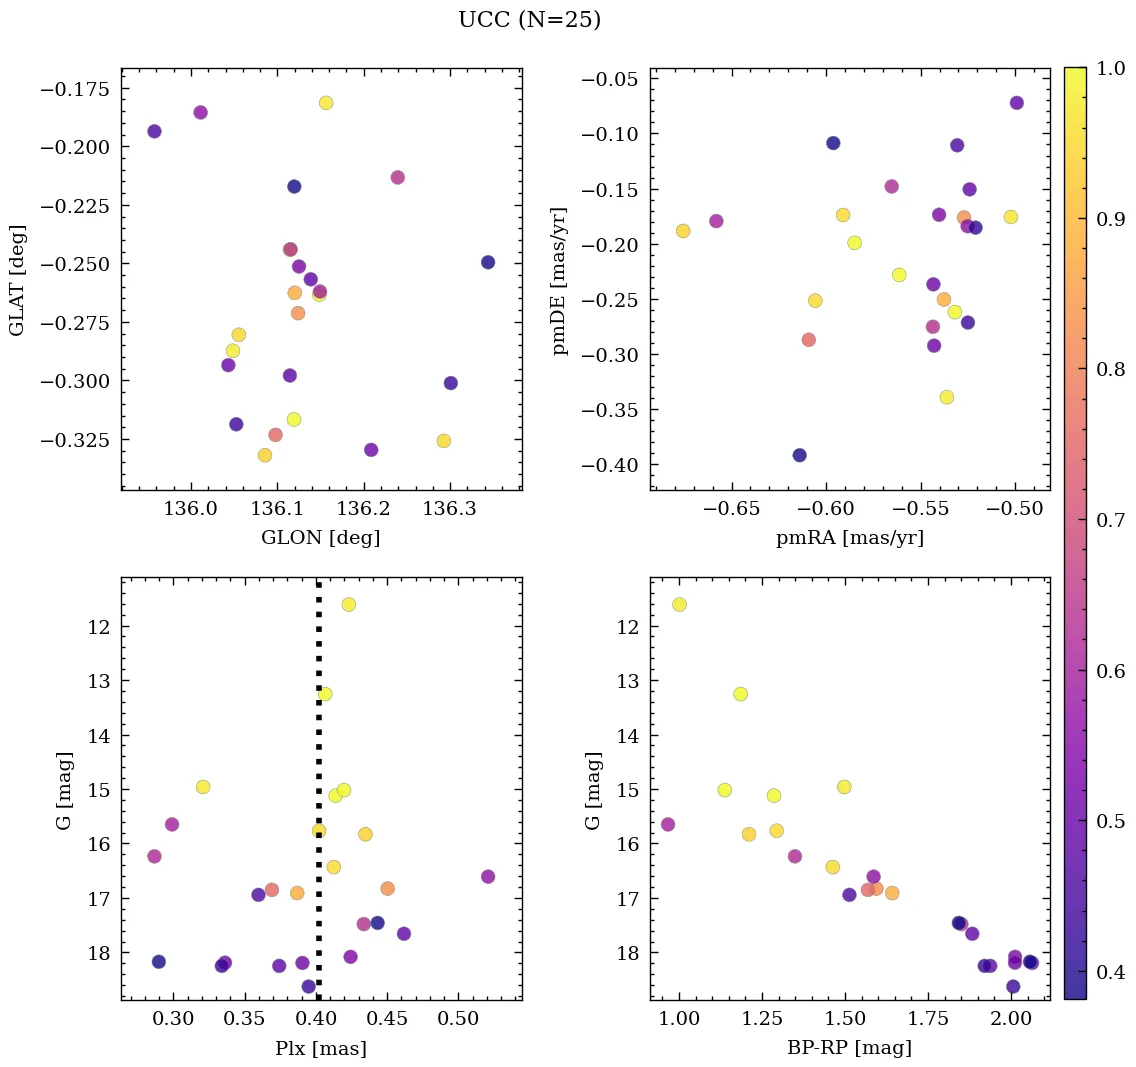 UCC (N=25)
−0.175
−0.200
−0.225
−0.250
−0.275
−0.300
−0.325
GLAT [deg]
136.0 136.1 136.2 136.3
GLON [deg]
−0.05
−0.10
−0.15
−0.20
−0.25
−0.30
−0.35
−0.40
pmDE [mas/yr]
−0.65 −0.60 −0.55 −0.50
pmRA [mas/yr]
12
13
14
15
16
17
18
G [mag]
0.30 0.35 0.40 0.45 0.50
Plx [mas]
12
13
14
15
16
17
18
G [mag]
1.00 1.25 1.50 1.75 2.00
BP-RP [mag]
1.0
0.9
0.8
0.7
0.6
0.5
0.4